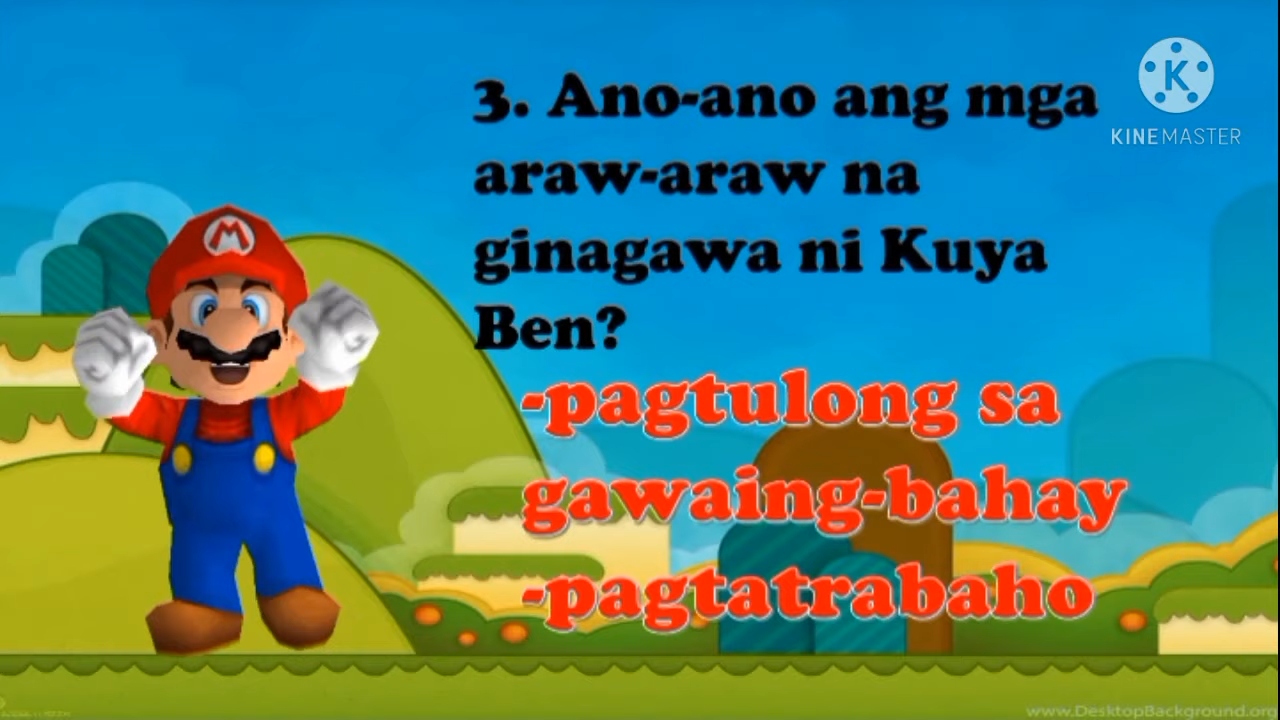 3. Ano-ano ang mga
araw-araw na
ginagawa ni Kuya
Ben?
-pagtulong sa
gawaing-bahay
-pagtatrabaho
K
KINEMASTER
M
www.DesktopBackground.org